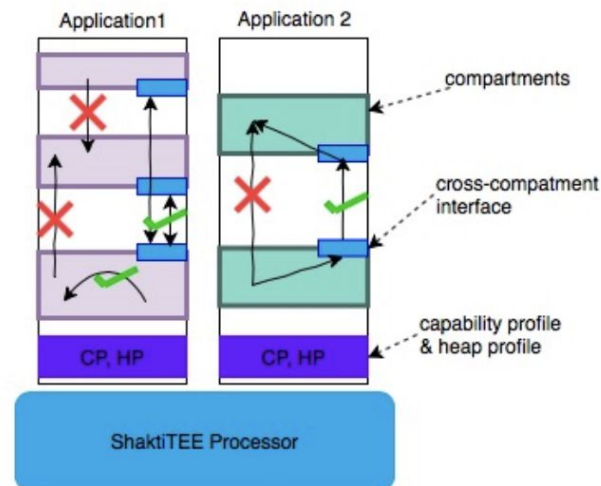 Application1
Application 2
compartments
cross-compatment
interface
capability profile
& heap profile
CP, HP
CP, HP
ShaktiTEE Processor